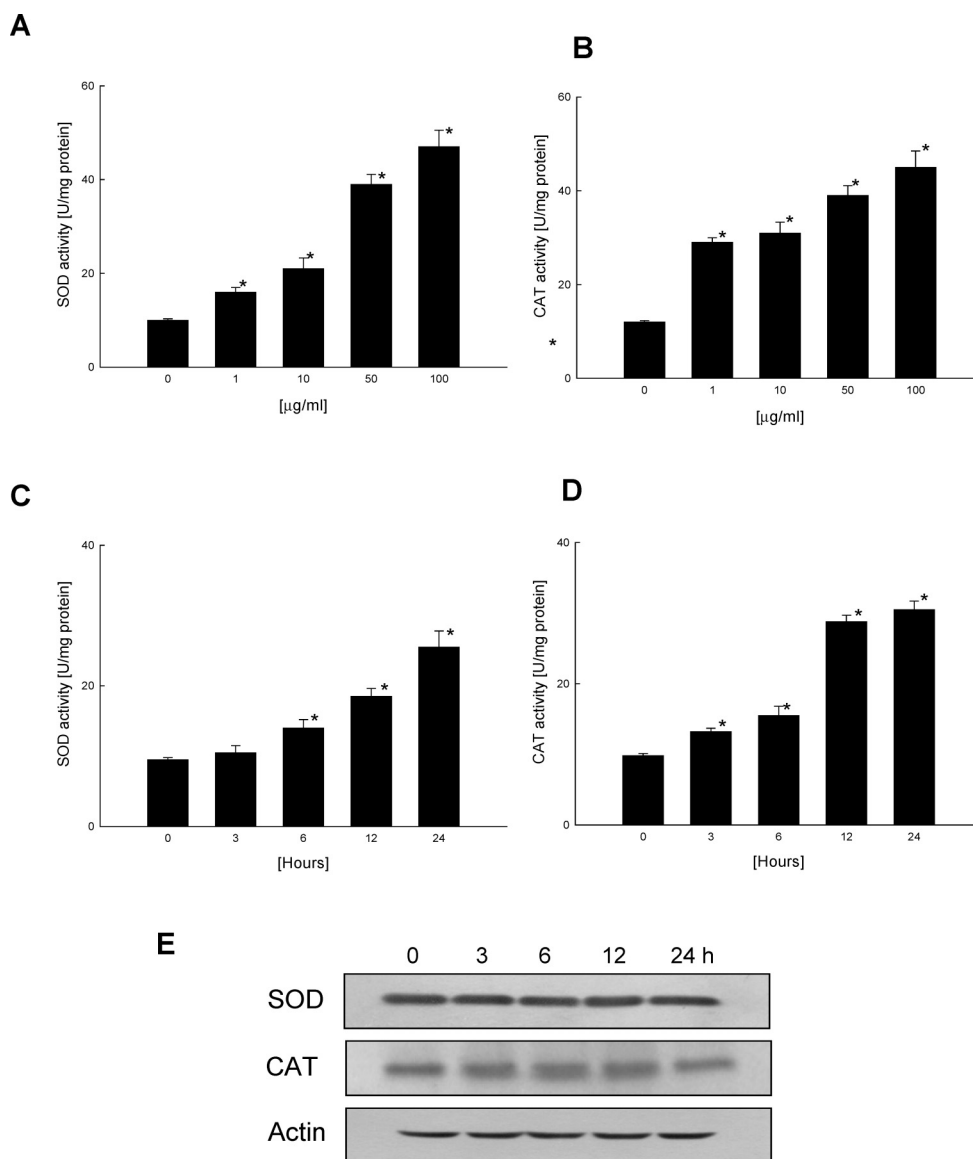 A
SOD activity [U/mg protein]
60
40
20
0
*
*
*
*
0 1 10 50 100
[μg/ml]
B
CAT activity [U/mg protein]
60
40
20
0
*
*
*
*
*
0 1 10 50 100
[μg/ml]
C
SOD activity [U/mg protein]
40
20
0
*
*
*
0 3 6 12 24
[Hours]
D
CAT activity [U/mg protein]
40
20
0
*
*
*
*
0 3 6 12 24
[Hours]
E
0 3 6 12 24 h
SOD
CAT
Actin